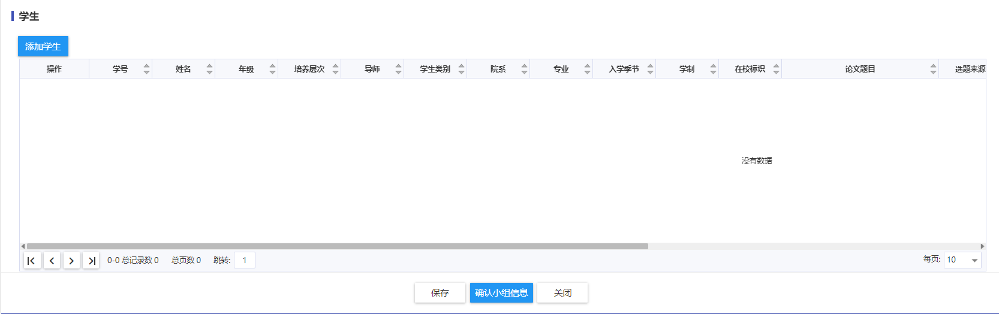 学生
添加学生
操作 学号 姓名 年级 培养层次 导师 学生类别 院系 专业 入学季节 学制 在校标识 论文题目 选题来源
没有数据
0-0 总记录数 0 总页数 0 跳转: 1 每页: 10
保存 确认小组信息 关闭